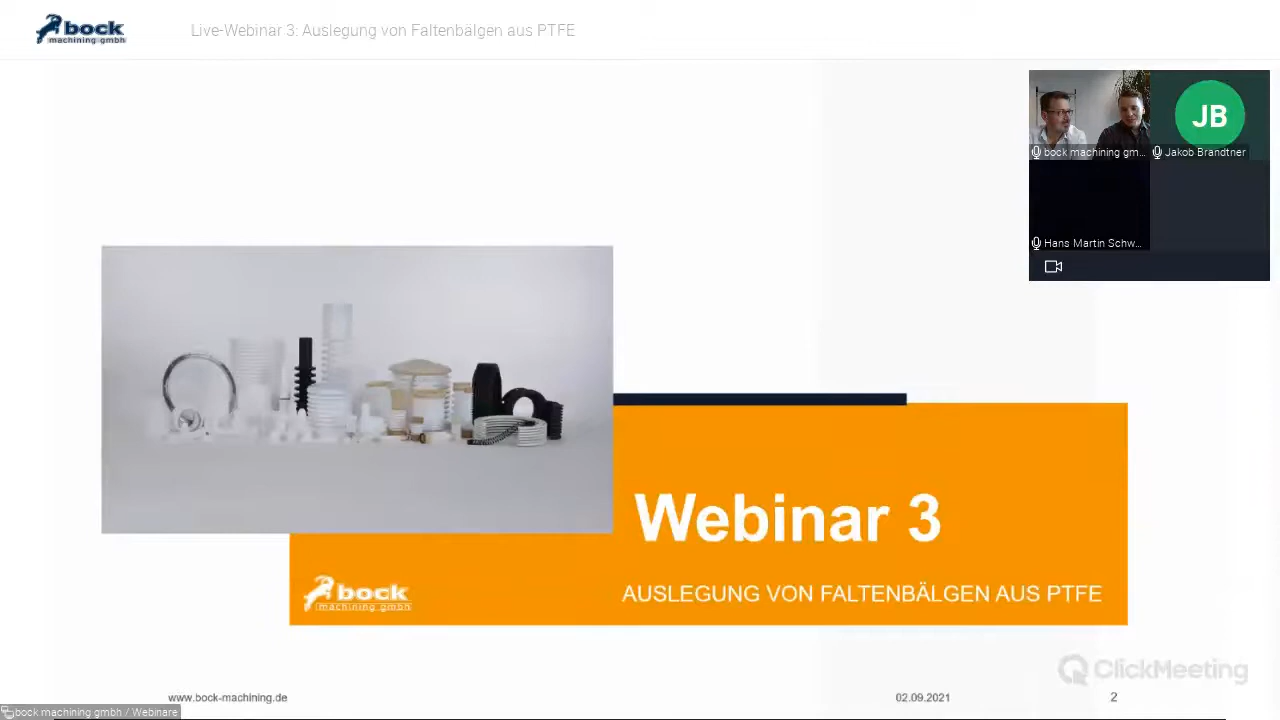 bock
machining gmbh
Live-Webinar 3: Auslegung von Faltenbälgen aus PTFE
JB
bock machining gm...
Jakob Brandtner
Hans Martin Schw...
Webinar 3
bock
machining gmbh
AUSLEGUNG VON FALTENBÄLGEN AUS PTFE
ClickMeeting
www.bock-machining.de
02.09.2021
2
bock machining gmbh / Webinare